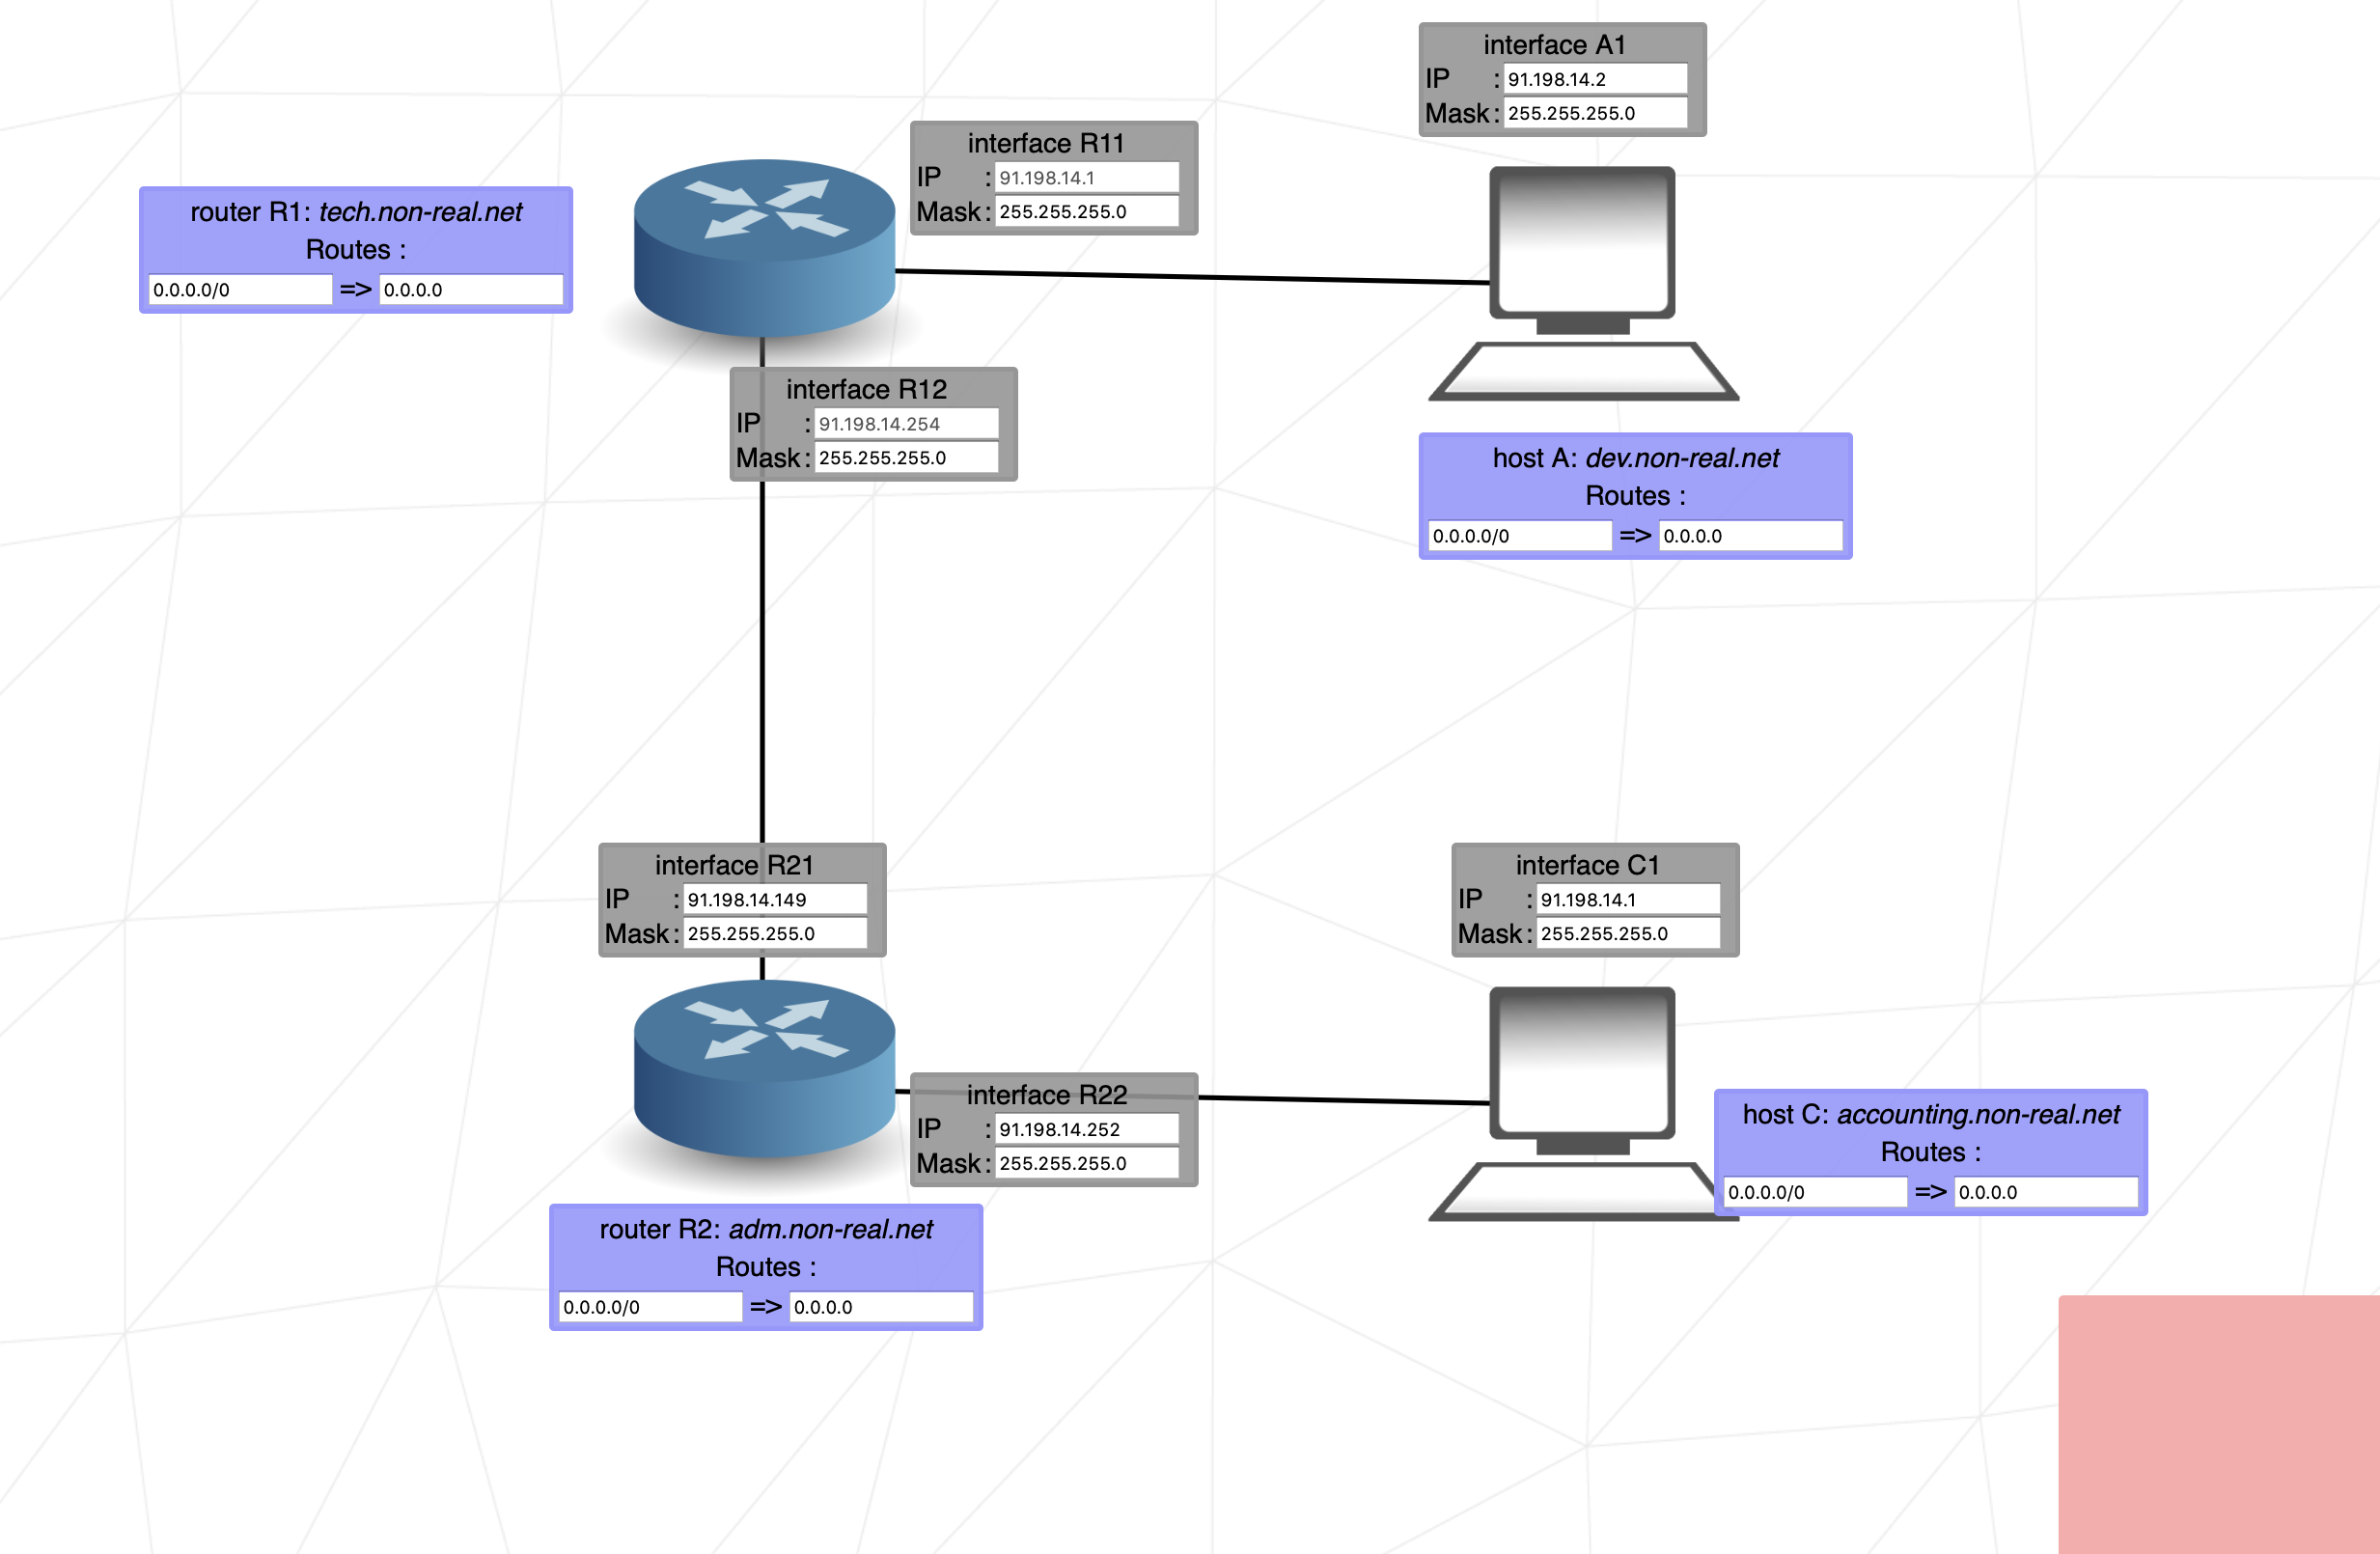 interface A1
IP : 91.198.14.2
Mask : 255.255.255.0
interface R11
IP : 91.198.14.1
Mask : 255.255.255.0
router R1: tech.non-real.net
Routes :
0.0.0.0/0 => 0.0.0.0
interface R12
IP : 91.198.14.254
Mask : 255.255.255.0
host A: dev.non-real.net
Routes :
0.0.0.0/0 => 0.0.0.0
interface R21
IP : 91.198.14.149
Mask : 255.255.255.0
interface C1
IP : 91.198.14.1
Mask : 255.255.255.0
interface R22
IP : 91.198.14.252
Mask : 255.255.255.0
host C: accounting.non-real.net
Routes :
0.0.0.0/0 => 0.0.0.0
router R2: adm.non-real.net
Routes :
0.0.0.0/0 => 0.0.0.0